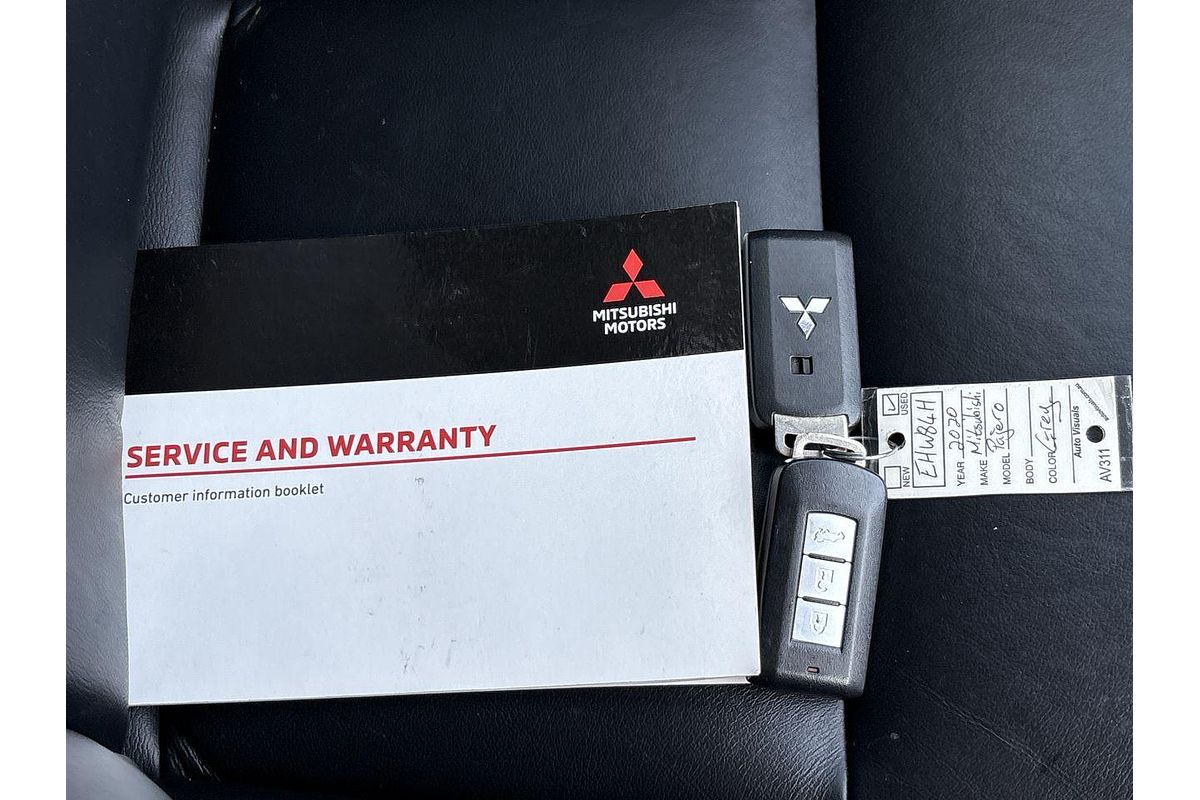 MITSUBISHI
MOTORS
SERVICE AND WARRANTY
Customer information booklet
NEW USED
EHW84H
YEAR 2020
MAKE Mitsubishi
MODEL Pajero
BODY
COLOR Grey
Auto Visuals
AV311